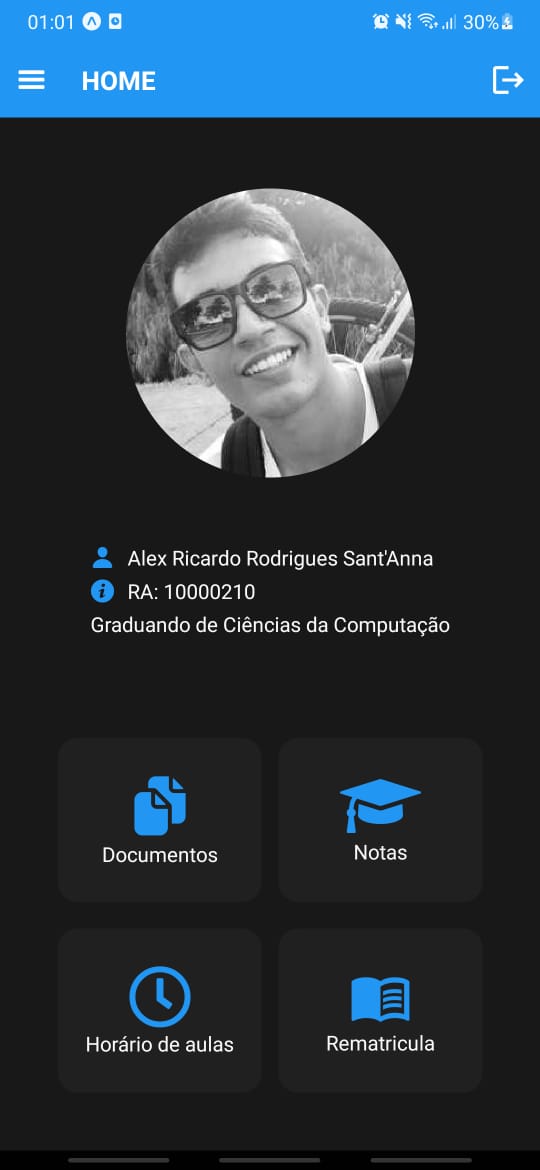 01:01
30%
HOME
Alex Ricardo Rodrigues Sant'Anna
RA: 10000210
Graduando de Ciências da Computação
Documentos
Notas
Horário de aulas
Rematricula